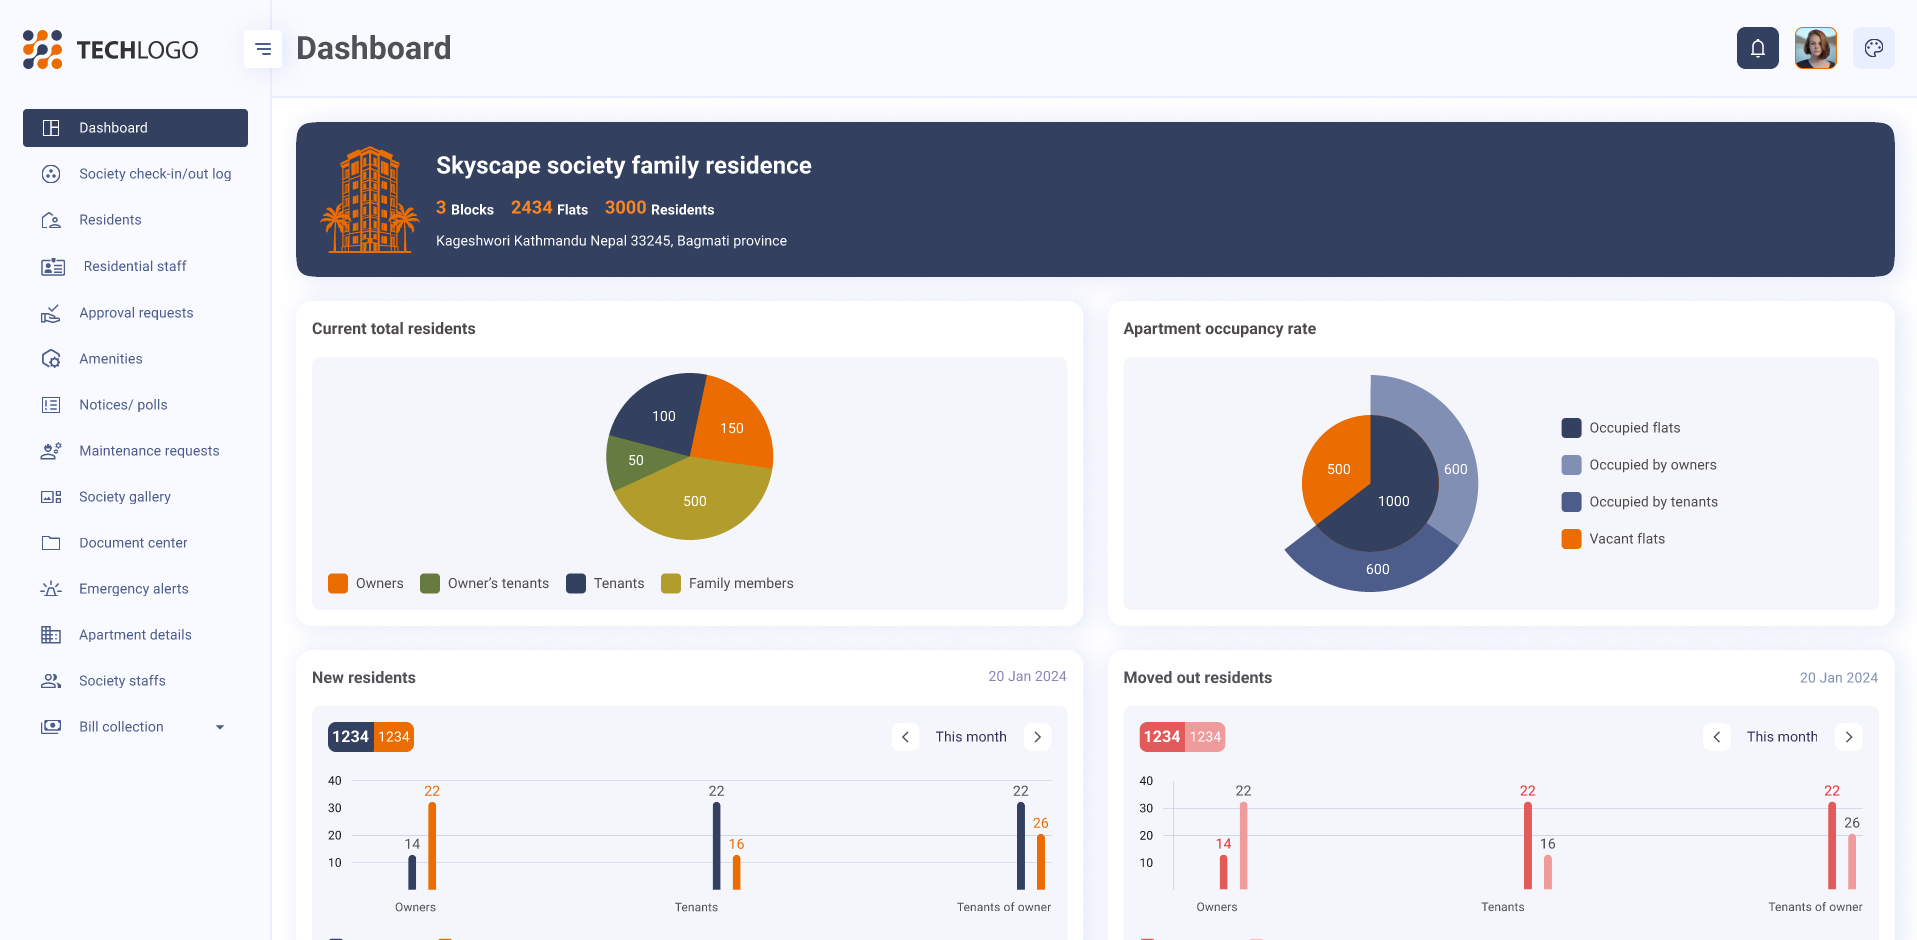 TECHLOGO
Dashboard
Dashboard
Society check-in/out log
Residents
Residential staff
Approval requests
Amenities
Notices/ polls
Maintenance requests
Society gallery
Document center
Emergency alerts
Apartment details
Society staffs
Bill collection
Skyscape society family residence
3 Blocks 2434 Flats 3000 Residents
Kageshwori Kathmandu Nepal 33245, Bagmati province
Current total residents
100
150
50
500
Owners Owner's tenants Tenants Family members
Apartment occupancy rate
500
600
1000
600
Occupied flats
Occupied by owners
Occupied by tenants
Vacant flats
New residents 20 Jan 2024
1234 1234 This month
40
22 22 22
30
26
20
14 16
10
Owners Tenants Tenants of owner
Moved out residents 20 Jan 2024
1234 1234 This month
40
22 22 22
30
26
20
14 16
10
Owners Tenants Tenants of owner